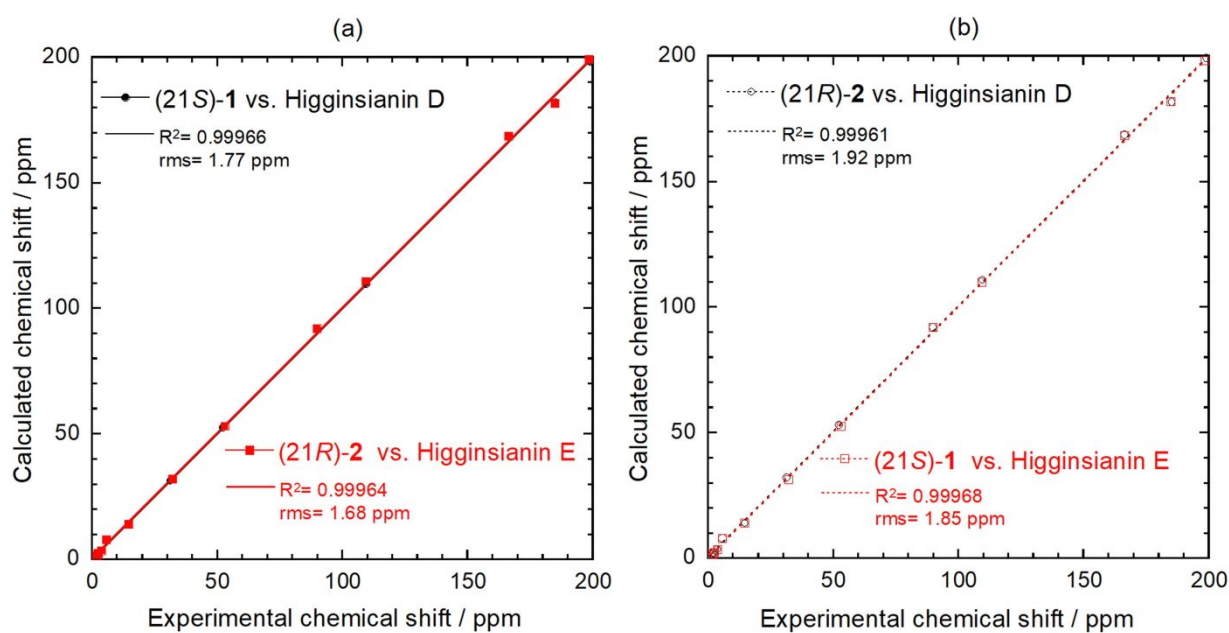 (a)
200
150
100
50
0
0
50
100
150
200
Calculated chemical shift / ppm
Experimental chemical shift / ppm
(21S)-1 vs. Higginsianin D
R²= 0.99966
rms= 1.77 ppm
(21R)-2 vs. Higginsianin E
R²= 0.99964
rms= 1.68 ppm
(b)
200
150
100
50
0
0
50
100
150
200
Calculated chemical shift / ppm
Experimental chemical shift / ppm
(21R)-2 vs. Higginsianin D
R²= 0.99961
rms= 1.92 ppm
(21S)-1 vs. Higginsianin E
R²= 0.99968
rms= 1.85 ppm